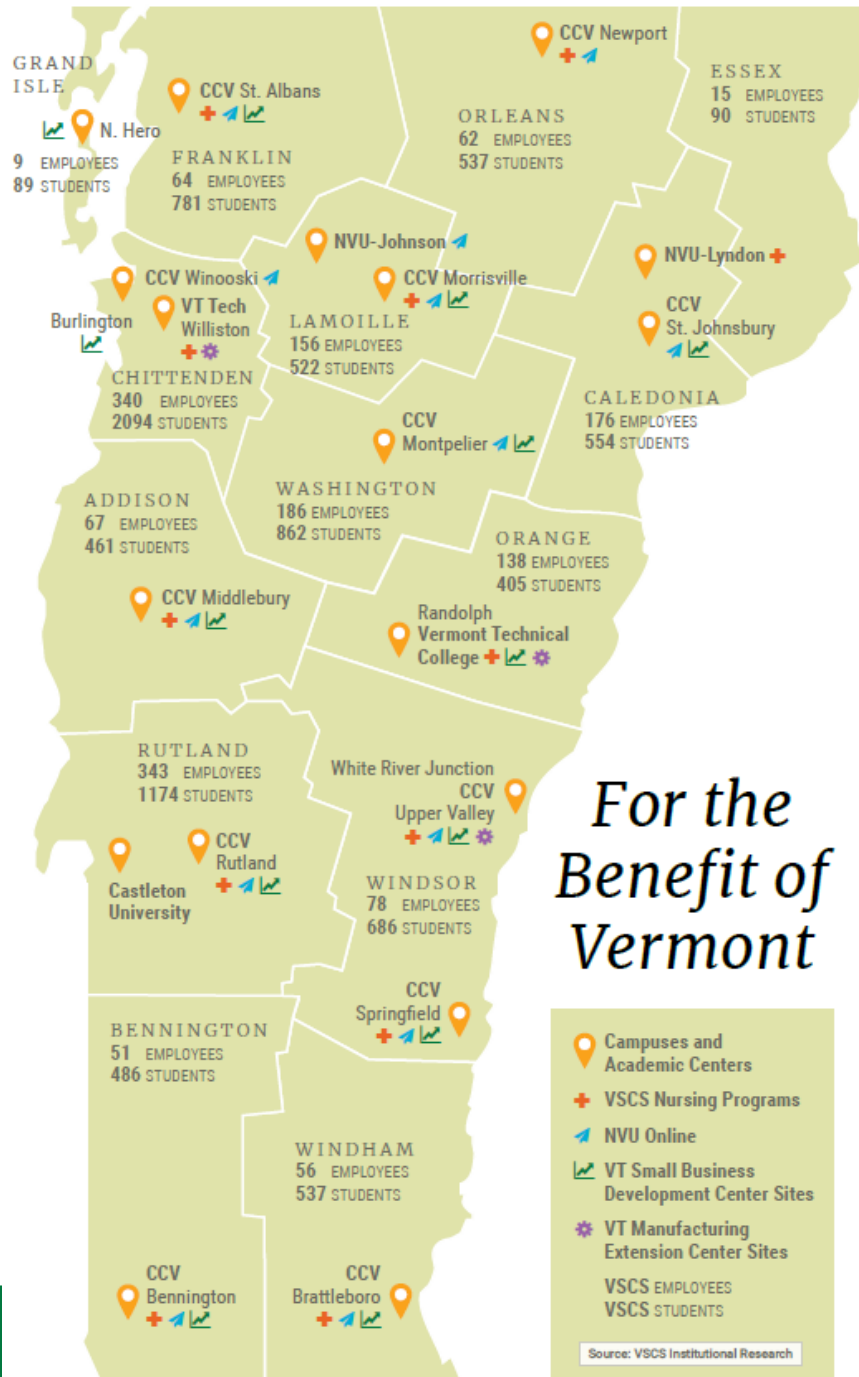 GRAND
ISLE
N. Hero
9 EMPLOYEES
89 STUDENTS
CCV St. Albans
FRANKLIN
64 EMPLOYEES
781 STUDENTS
CCV Newport
ORLEANS
62 EMPLOYEES
537 STUDENTS
ESSEX
15 EMPLOYEES
90 STUDENTS
NVU-Johnson
CCV Morrisville
LAMOILLE
156 EMPLOYEES
522 STUDENTS
NVU-Lyndon
CCV
St. Johnsbury
CALEDONIA
176 EMPLOYEES
554 STUDENTS
CCV Winooski
Burlington
VT Tech
Williston
CHITTENDEN
340 EMPLOYEES
2094 STUDENTS
CCV
Montpelier
WASHINGTON
186 EMPLOYEES
862 STUDENTS
ADDISON
67 EMPLOYEES
461 STUDENTS
CCV Middlebury
ORANGE
138 EMPLOYEES
405 STUDENTS
Randolph
Vermont Technical
College
RUTLAND
343 EMPLOYEES
1174 STUDENTS
CCV
Rutland
Castleton
University
White River Junction
CCV
Upper Valley
WINDSOR
78 EMPLOYEES
686 STUDENTS
CCV
Springfield
For the
Benefit of
Vermont
BENNINGTON
51 EMPLOYEES
486 STUDENTS
CCV
Bennington
WINDHAM
56 EMPLOYEES
537 STUDENTS
CCV
Brattleboro
Campuses and
Academic Centers
VSCS Nursing Programs
NVU Online
VT Small Business
Development Center Sites
VT Manufacturing
Extension Center Sites
VSCS EMPLOYEES
VSCS STUDENTS
Source: VSCS Institutional Research